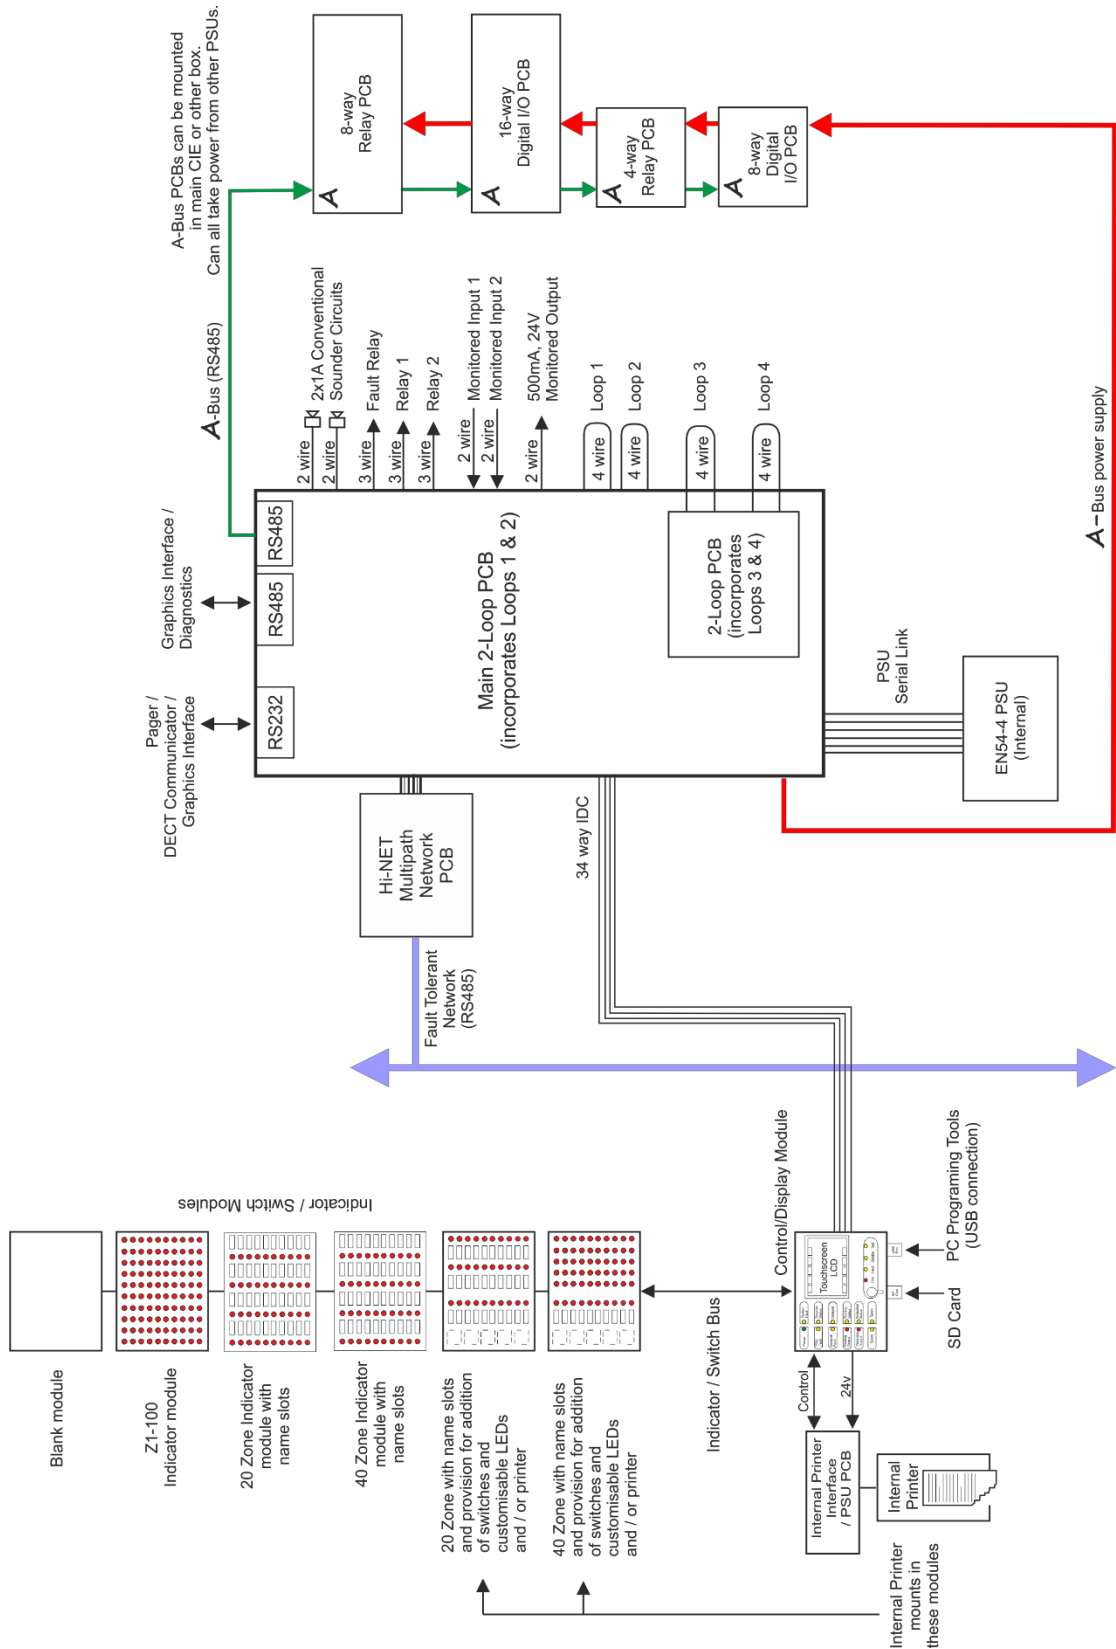 Blank module
Z1-100
Indicator module
20 Zone Indicator
module with
name slots
40 Zone Indicator
module with
name slots
20 Zone with name slots
and provision for addition
of switches and
customisable LEDs
and / or printer
40 Zone with name slots
and provision for addition
of switches and
customisable LEDs
and / or printer
Internal Printer
mounts in
these modules
Indicator / Switch Modules
Indicator / Switch Bus
Control/Display Module
Touchscreen
LCD
Control
24v
Internal Printer
Interface
/ PSU PCB
Internal
Printer
SD Card
PC Programing Tools
(USB connection)
Fault Tolerant
Network
(RS485)
34 way IDC
Hi-NET
Multipath
Network
PCB
Pager /
DECT Communicator /
Graphics Interface
Graphics Interface /
Diagnostics
RS232
RS485
RS485
Main 2-Loop PCB
(incorporates Loops 1 & 2)
2-Loop PCB
(incorporates
Loops 3 & 4)
PSU
Serial Link
EN54-4 PSU
(Internal)
A-Bus (RS485)
2 wire
2x1A Conventional
2 wire
Sounder Circuits
3 wire
Fault Relay
3 wire
Relay 1
3 wire
Relay 2
2 wire
Monitored Input 1
2 wire
Monitored Input 2
2 wire
500mA, 24V
Monitored Output
4 wire
Loop 1
4 wire
Loop 2
4 wire
Loop 3
4 wire
Loop 4
A-Bus power supply
A-Bus PCBs can be mounted
in main CIE or other box.
Can all take power from other PSUs.
A
8-way
Relay PCB
A
16-way
Digital I/O PCB
A
4-way
Relay PCB
A
8-way
Digital
I/O PCB